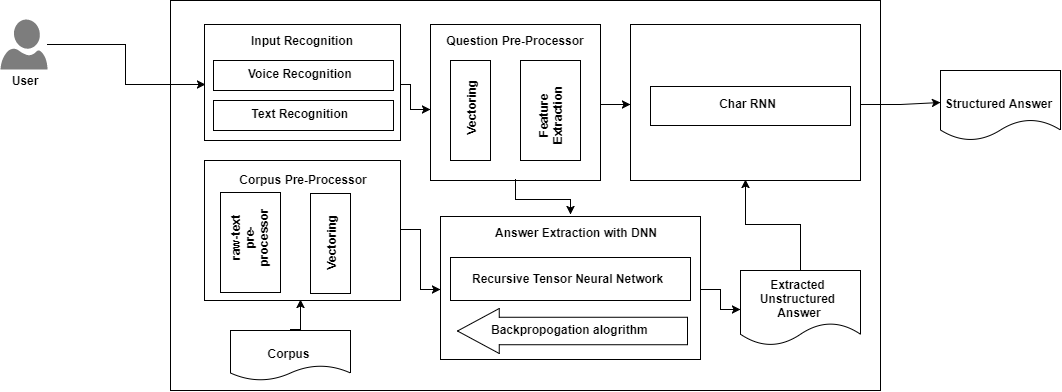 User
Input Recognition
Voice Recognition
Text Recognition
Question Pre-Processor
Vectoring
Feature
Extraction
Char RNN
Structured Answer
Corpus Pre-Processor
raw-text
pre-
processor
Vectoring
Corpus
Answer Extraction with DNN
Recursive Tensor Neural Network
Backpropogation alogrithm
Extracted
Unstructured
Answer